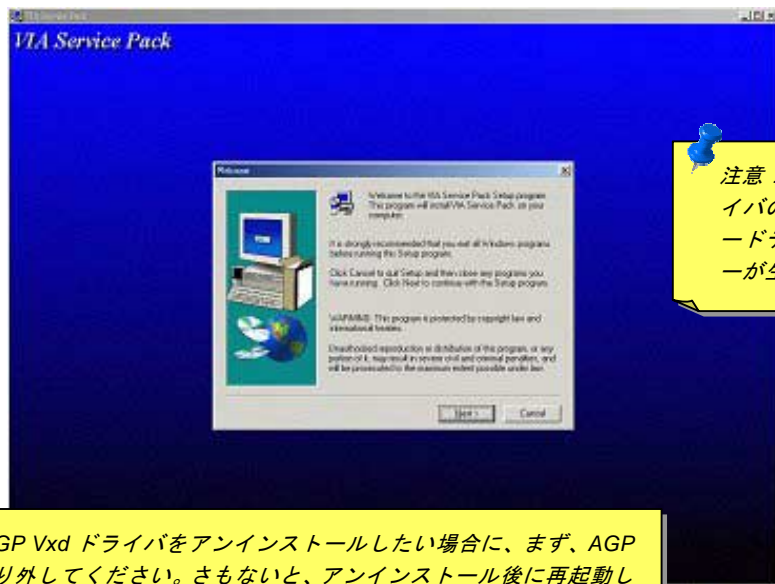 VIA Service Pack
VIA Service Pack
Welcome
Welcome to the VIA Service Pack Setup program.
This program will install VIA Service Pack on your
computer.
It is strongly recommended that you exit all Windows programs
before running this Setup program.
Click Cancel to quit Setup and then close any programs you
have running. Click Next to continue with the Setup program.
WARNING: This program is protected by copyright law and
international treaties.
Unauthorized reproduction or distribution of this program, or any
portion of it, may result in severe civil and criminal penalties, and
will be prosecuted to the maximum extent possible under law.
Next >
Cancel
注意
イバの
ードデ
ーが生
GP Vxd ドライバをアンインストールしたい場合に、まず、AGP
り外してください。さもないと、アンインストール後に再起動し